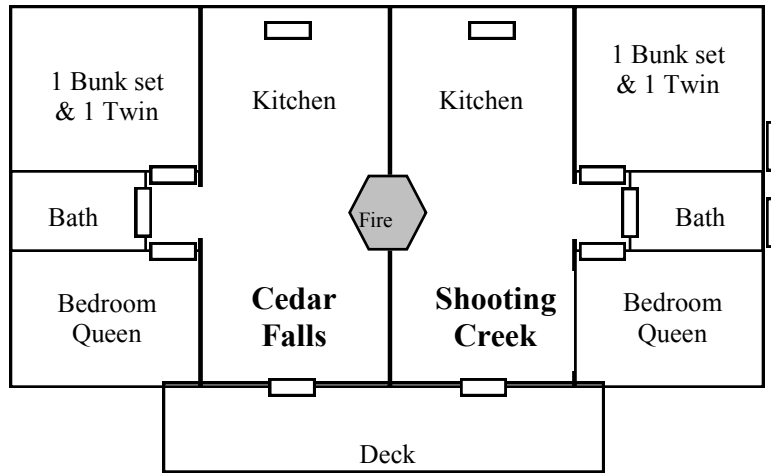 1 Bunk set
& 1 Twin
Kitchen
Kitchen
1 Bunk set
& 1 Twin
Bath
Fire
Bath
Bedroom
Queen
Cedar
Falls
Shooting
Creek
Bedroom
Queen
Deck